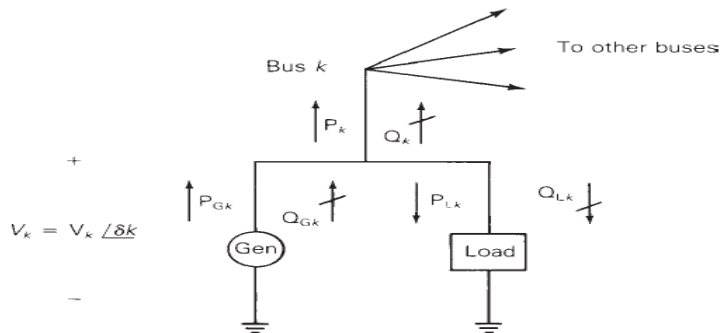 To other buses
Bus k
P_k
Q_k
+
P_Gk
Q_Gk
P_Lk
Q_Lk
V_k = V_k /δk
Gen
Load
–